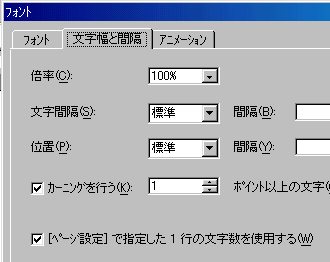 フォント
フォント 文字幅と間隔 アニメーション
倍率(C): 100%
文字間隔(S): 標準 間隔(B):
位置(P): 標準 間隔(Y):
カーニングを行う(K): 1 ポイント以上の文字(
[ページ設定] で指定した 1 行の文字数を使用する(W)